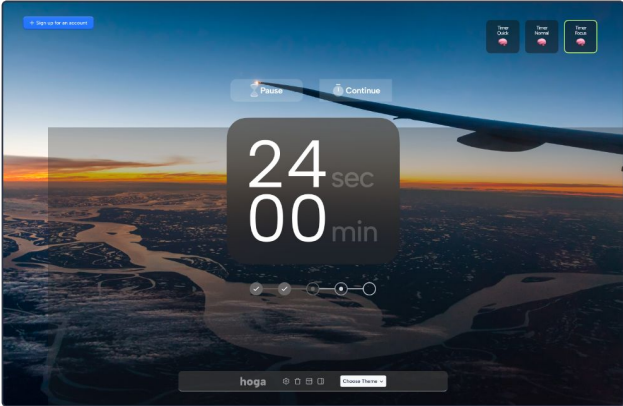 + Sign up for an account
Timer
Quick
Timer
Normal
Timer
Focus
Pause
Continue
24 sec
00 min
hoga
Choose Theme